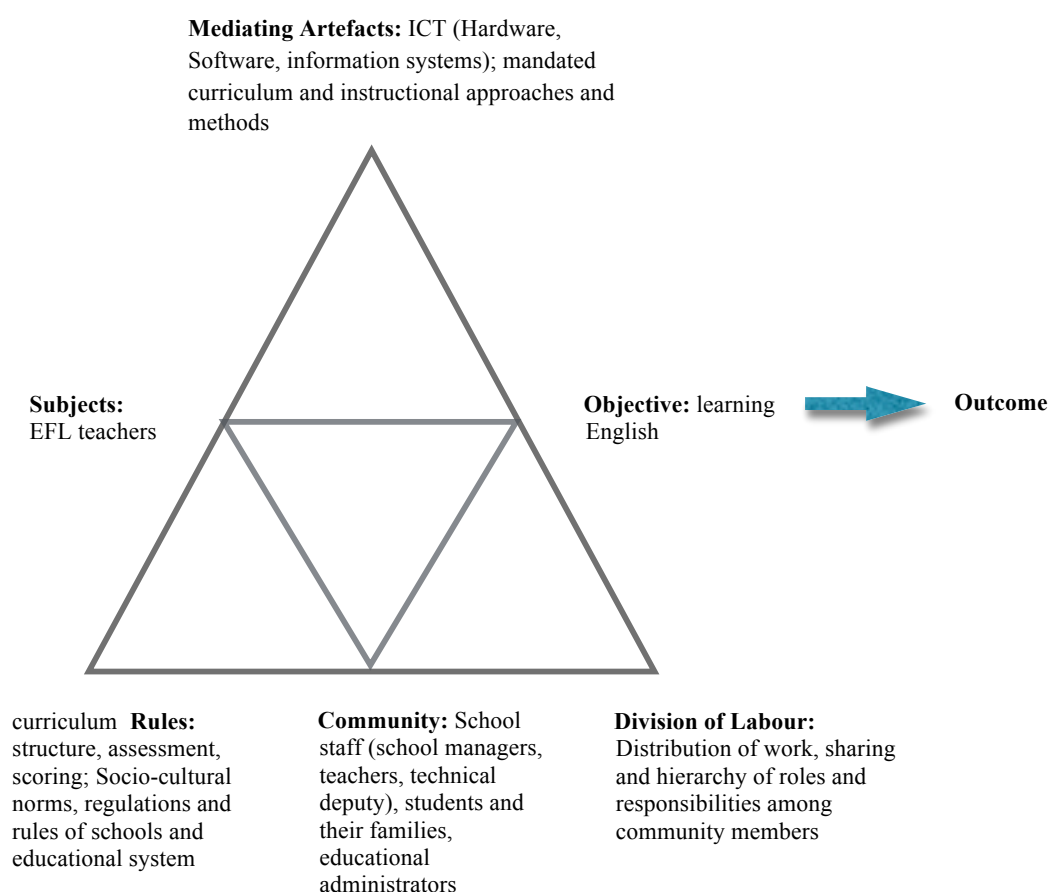 Mediating Artefacts: ICT (Hardware,
Software, information systems); mandated
curriculum and instructional approaches and
methods
Subjects:
EFL teachers
Objective: learning
English
Outcome
curriculum Rules:
structure, assessment,
scoring; Socio-cultural
norms, regulations and
rules of schools and
educational system
Community: School
staff (school managers,
teachers, technical
deputy), students and
their families,
educational
administrators
Division of Labour:
Distribution of work, sharing
and hierarchy of roles and
responsibilities among
community members